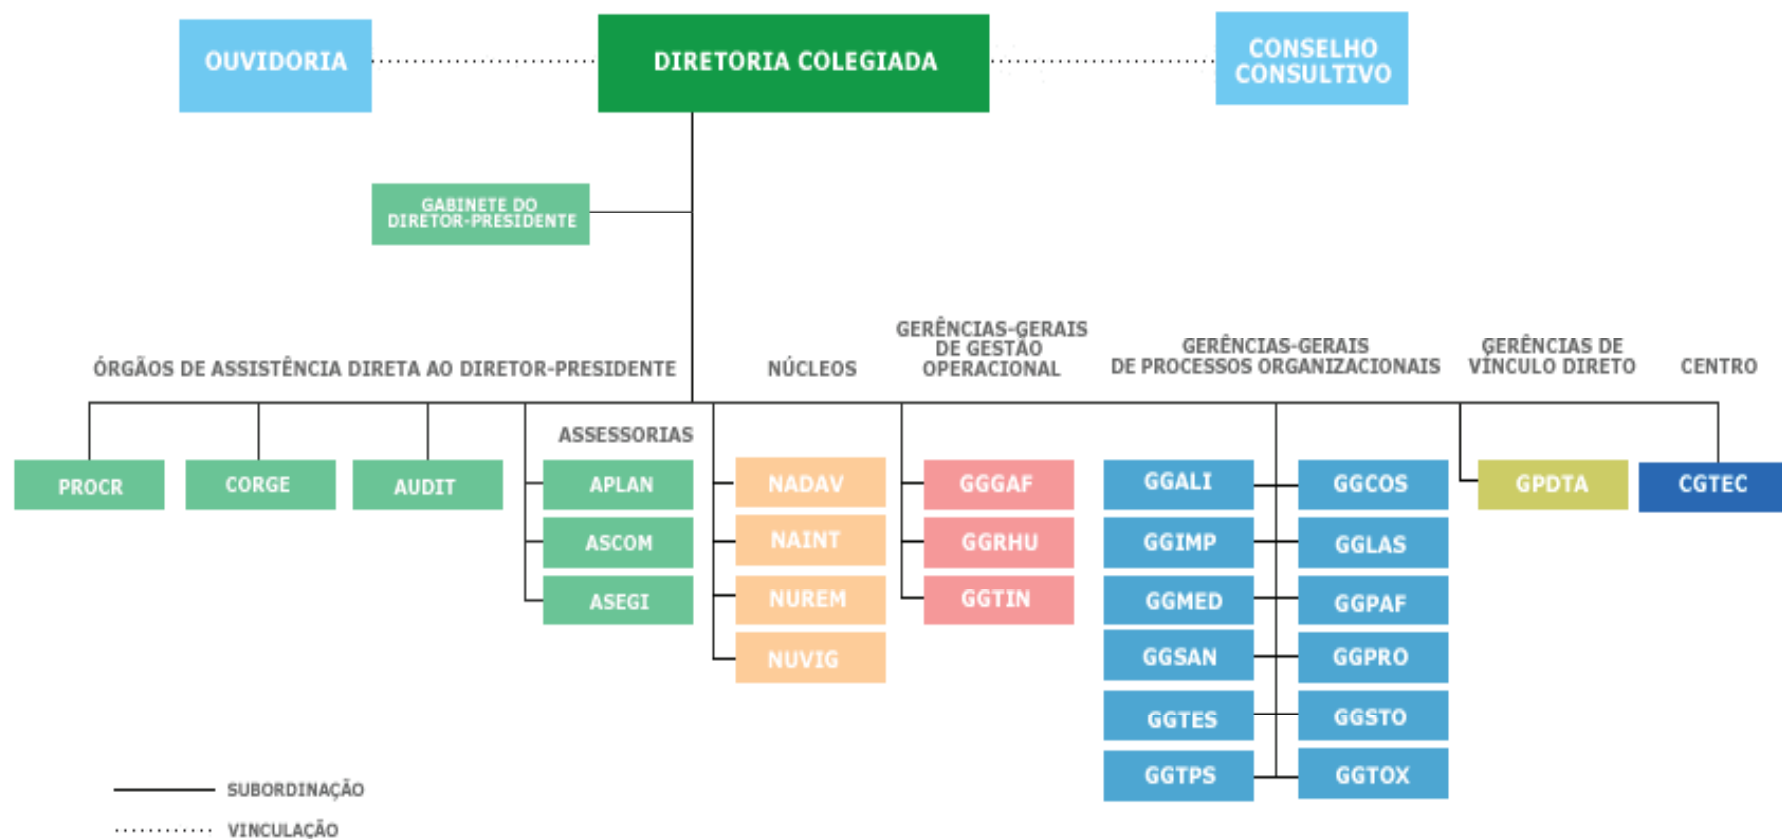 OUVIDORIA
DIRETORIA COLEGIADA
CONSELHO
CONSULTIVO
GABINETE DO
DIRETOR-PRESIDENTE
ÓRGÃOS DE ASSISTÊNCIA DIRETA AO DIRETOR-PRESIDENTE
NÚCLEOS
GERÊNCIAS-GERAIS
DE GESTÃO
OPERACIONAL
GERÊNCIAS-GERAIS
DE PROCESSOS ORGANIZACIONAIS
GERÊNCIAS DE
VÍNCULO DIRETO
CENTRO
ASSESSORIAS
PROCR
CORGE
AUDIT
APLAN
ASCOM
ASEGI
NADAV
NAINT
NUREM
NUVIG
GGGAF
GGRHU
GGTIN
GGALI
GGCOS
GGIMP
GGLAS
GGMED
GGPAF
GGSAN
GGPRO
GGTES
GGSTO
GGTPS
GGTOX
GPDTA
CGTEC
SUBORDINAÇÃO
VINCULAÇÃO